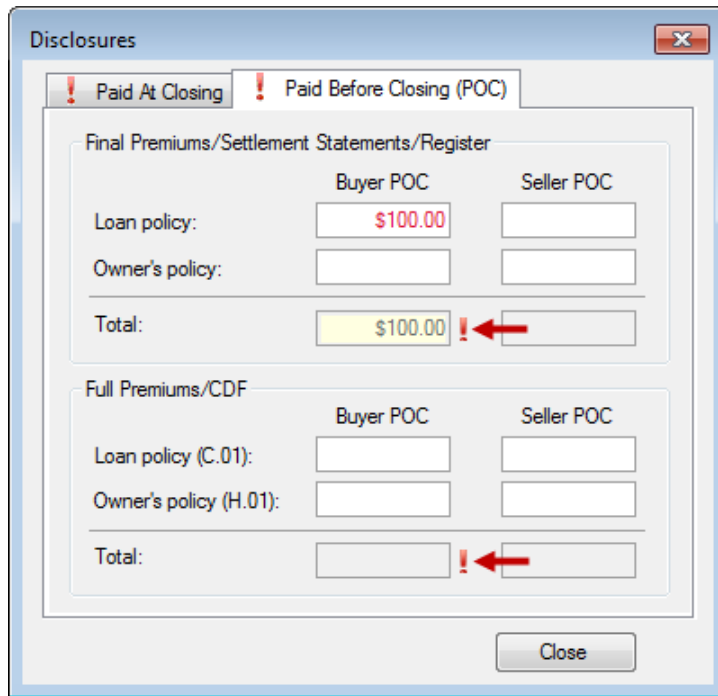 Disclosures
Paid At Closing
Paid Before Closing (POC)
Final Premiums/Settlement Statements/Register
Buyer POC Seller POC
Loan policy: $100.00
Owner's policy:
Total: $100.00
Full Premiums/CDF
Buyer POC Seller POC
Loan policy (C.01):
Owner's policy (H.01):
Total:
Close